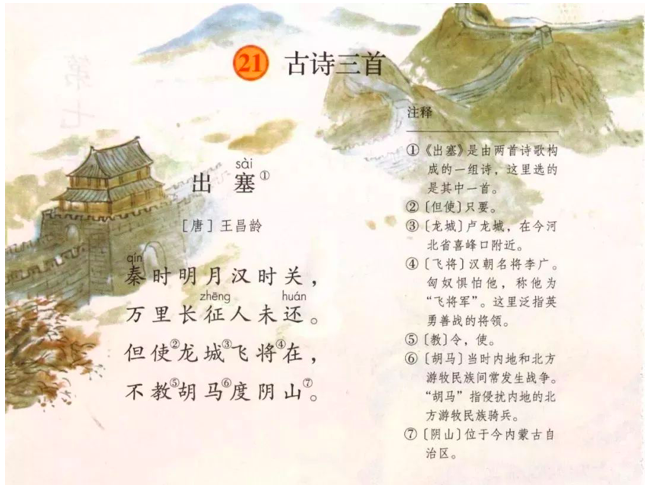 21 古诗三首
sài
出 塞①
[唐] 王昌龄
qín
秦时明月汉时关，
zhēng huán
万里长征人未还。
但使②龙城③飞将④在，
不教⑤胡马⑥度阴山⑦。
注释
①《出塞》是由两首诗歌构
成的一组诗，这里选的
是其中一首。
②〔但使〕只要。
③〔龙城〕卢龙城，在今河
北省喜峰口附近。
④〔飞将〕汉朝名将李广。
匈奴惧怕他，称他为
“飞将军”。这里泛指英
勇善战的将领。
⑤〔教〕令，使。
⑥〔胡马〕当时内地和北方
游牧民族间常发生战争。
“胡马”指侵扰内地的北
方游牧民族骑兵。
⑦〔阴山〕位于今内蒙古自
治区。